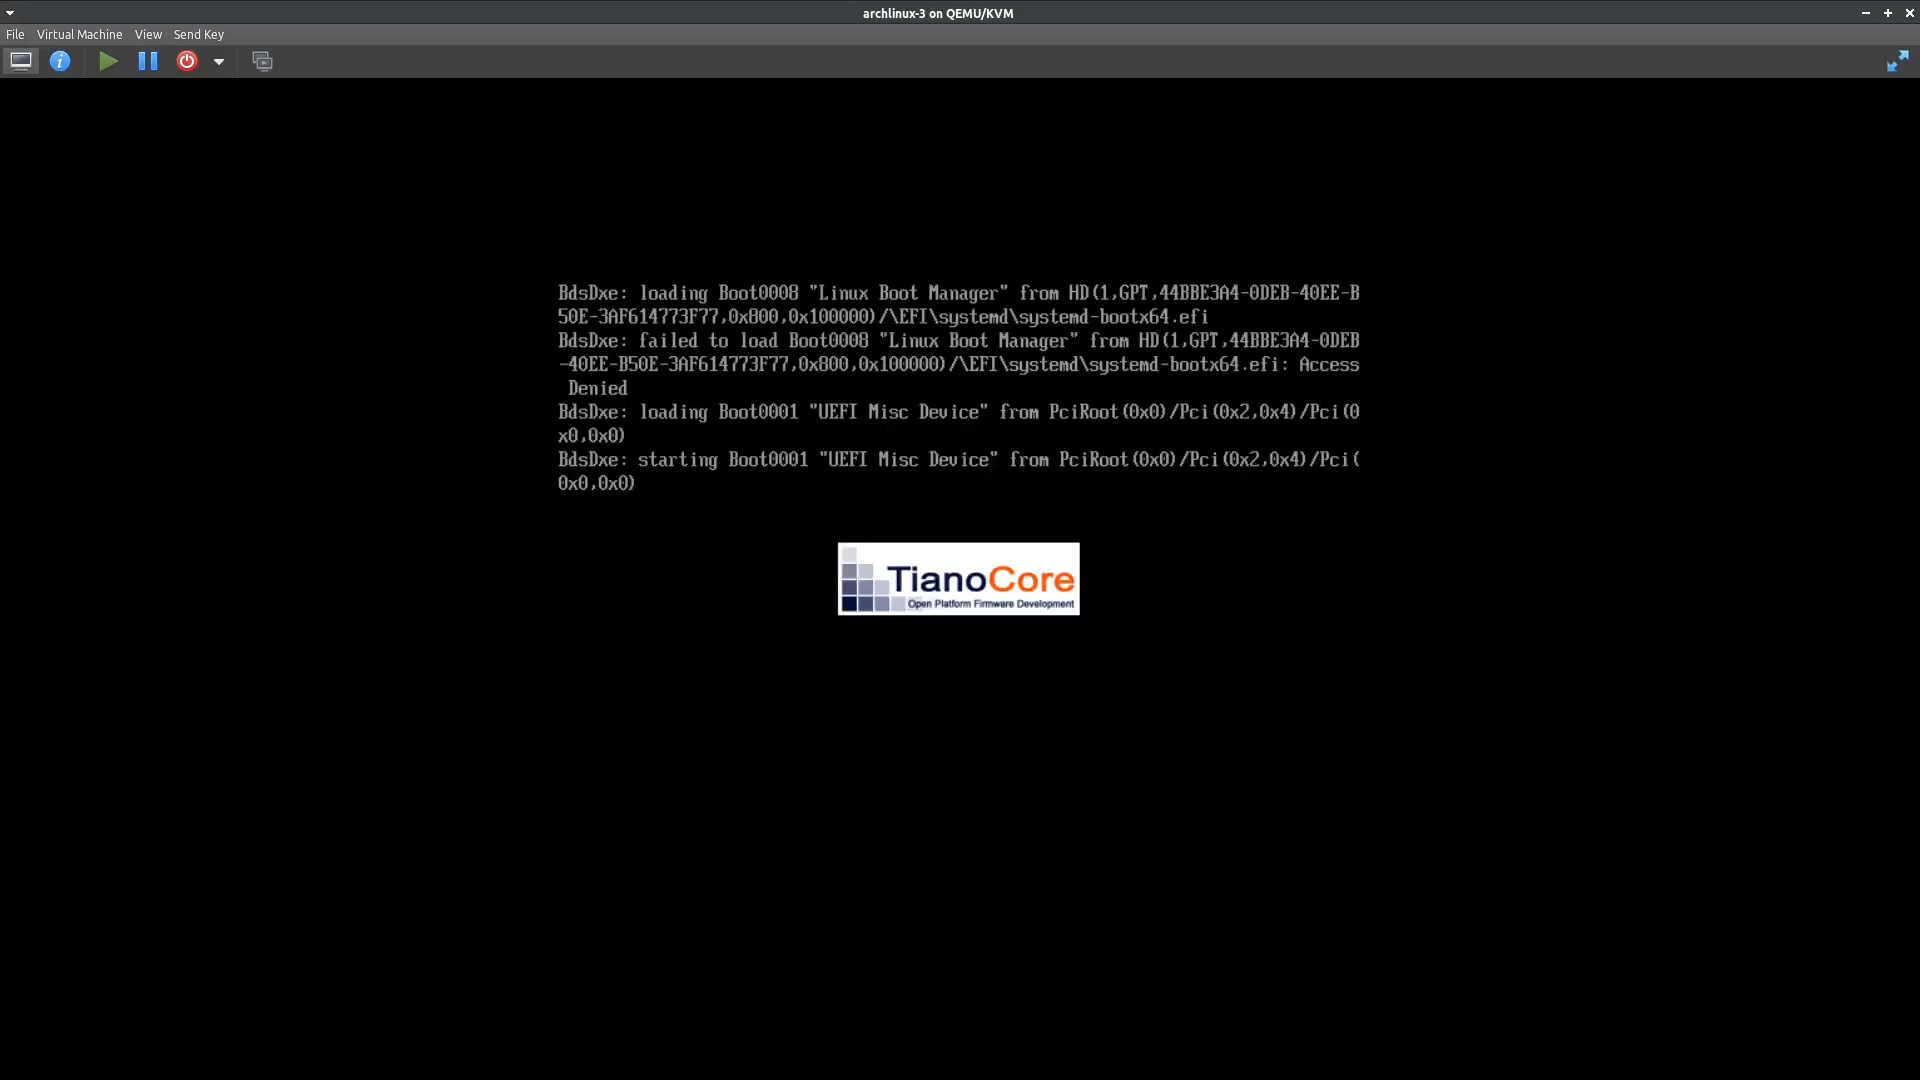 archlinux-3 on QEMU/KVM
File Virtual Machine View Send Key
BdsDxe: loading Boot0008 "Linux Boot Manager" from HD(1,GPT,44BBE3A4-0DEB-40EE-B
50E-3AF614773F77,0x800,0x100000)/\EFI\systemd\systemd-bootx64.efi
BdsDxe: failed to load Boot0008 "Linux Boot Manager" from HD(1,GPT,44BBE3A4-0DEB
-40EE-B50E-3AF614773F77,0x800,0x100000)/\EFI\systemd\systemd-bootx64.efi: Access
Denied
BdsDxe: loading Boot0001 "UEFI Misc Device" from PciRoot(0x0)/Pci(0x2,0x4)/Pci(0
x0,0x0)
BdsDxe: starting Boot0001 "UEFI Misc Device" from PciRoot(0x0)/Pci(0x2,0x4)/Pci(
0x0,0x0)
TianoCore
Open Platform Firmware Development